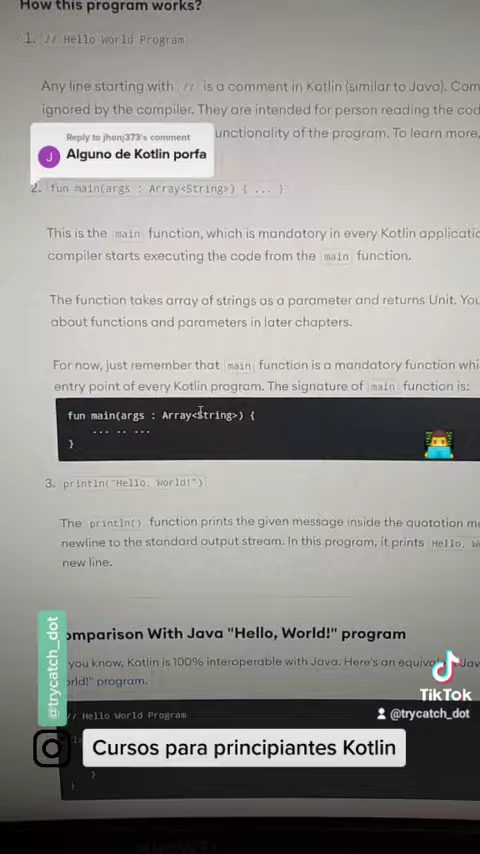 How this program works?
1. // Hello World Program
Any line starting with // is a comment in Kotlin (similar to Java). Com
ignored by the compiler. They are intended for person reading the cod
Reply to jhonj373's comment
J
Alguno de Kotlin porfa
unctionality of the program. To learn more,
2. fun main(args : Array<String>) { ... }
This is the main function, which is mandatory in every Kotlin applicatio
compiler starts executing the code from the main function.
The function takes array of strings as a parameter and returns Unit. You
about functions and parameters in later chapters.
For now, just remember that main function is a mandatory function whi
entry point of every Kotlin program. The signature of main function is:
fun main(args : Array<String>) {
... .. ...
}
3. println("Hello, World!")
The println() function prints the given message inside the quotation m
newline to the standard output stream. In this program, it prints Hello, W
new line.
omparison With Java "Hello, World!" program
you know, Kotlin is 100% interoperable with Java. Here's an equiva Jav
orld!" program.
@trycatch_dot
TikTok
@trycatch_dot
// Hello World Program
Cursos para principiantes Kotlin
}
}